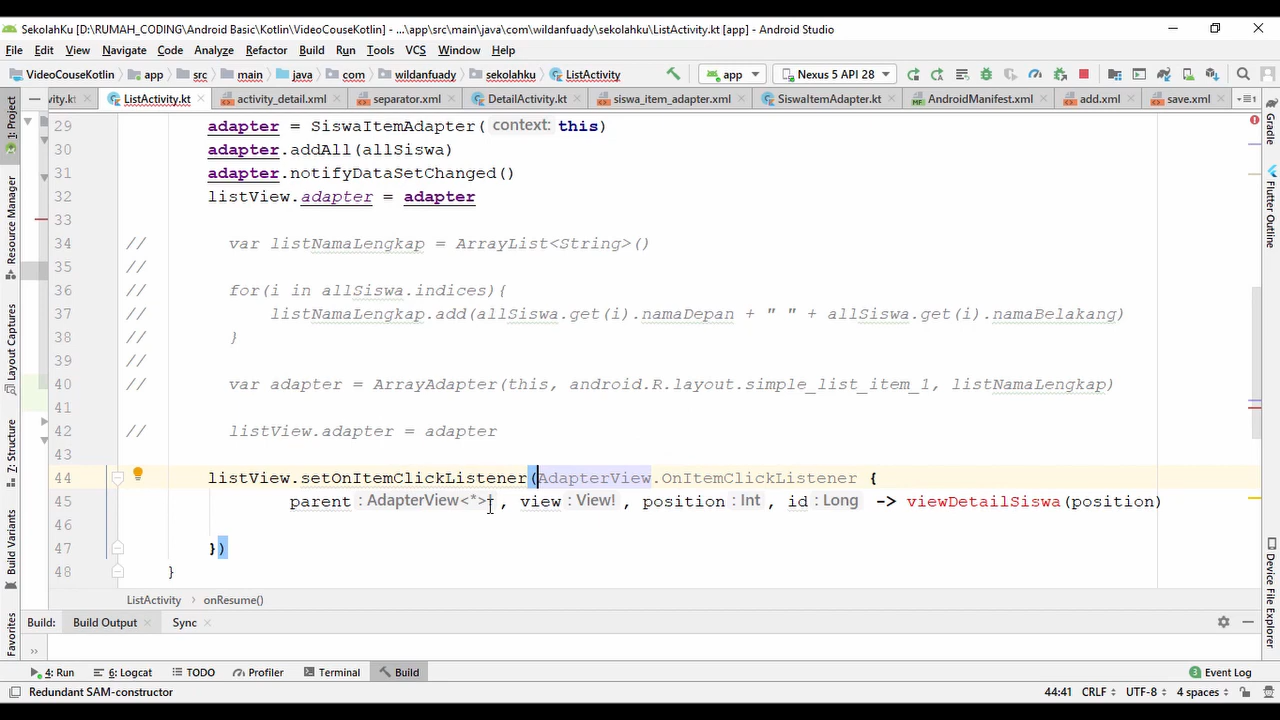 SekolahKu [D:\RUMAH_CODING\Android Basic\Kotlin\VideoCouseKotlin] - ...\app\src\main\java\com\wildanfuady\sekolahku\ListActivity.kt [app] - Android Studio
File Edit View Navigate Code Analyze Refactor Build Run Tools VCS Window Help
VideoCouseKotlin app src main java com wildanfuady sekolahku ListActivity app Nexus 5 API 28
vity.kt ListActivity.kt activity_detail.xml separator.xml DetailActivity.kt siswa_item_adapter.xml SiswaItemAdapter.kt AndroidManifest.xml add.xml save.xml
1: Project
Resource Manager
Layout Captures
7: Structure
Build Variants
Favorites
29 adapter = SiswaItemAdapter( context: this)
30 adapter.addAll(allSiswa)
31 adapter.notifyDataSetChanged()
32 listView.adapter = adapter
33
34 // var listNamaLengkap = ArrayList<String>()
35 //
36 // for(i in allSiswa.indices){
37 // listNamaLengkap.add(allSiswa.get(i).namaDepan + " " + allSiswa.get(i).namaBelakang)
38 // }
39 //
40 // var adapter = ArrayAdapter(this, android.R.layout.simple_list_item_1, listNamaLengkap)
41
42 // listView.adapter = adapter
43
44 listView.setOnItemClickListener(AdapterView.OnItemClickListener {
45 parent : AdapterView<*>! , view : View! , position : Int , id : Long -> viewDetailSiswa(position)
46
47 })
48 }
Gradle
Flutter Outline
Device File Explorer
ListActivity onResume()
Build: Build Output Sync
4: Run 6: Logcat TODO Profiler Terminal Build 3 Event Log
Redundant SAM-constructor 44:41 CRLF UTF-8 4 spaces